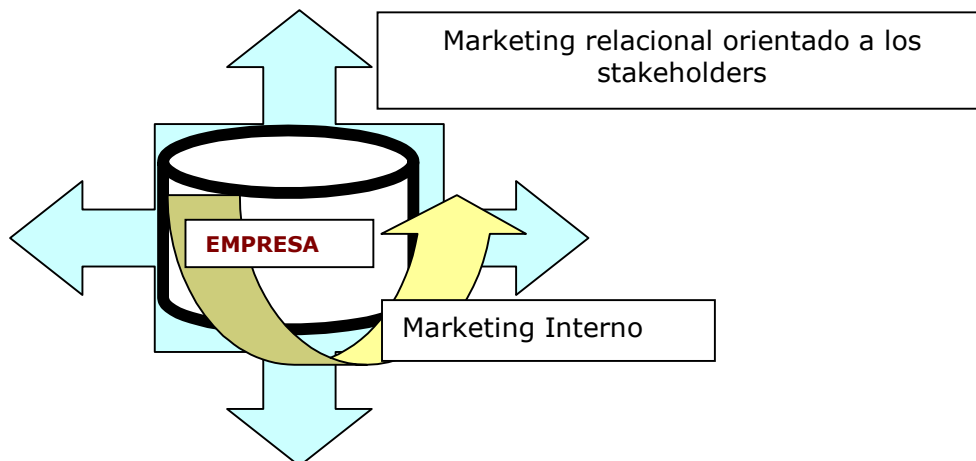 Marketing relacional orientado a los
stakeholders
EMPRESA
Marketing Interno